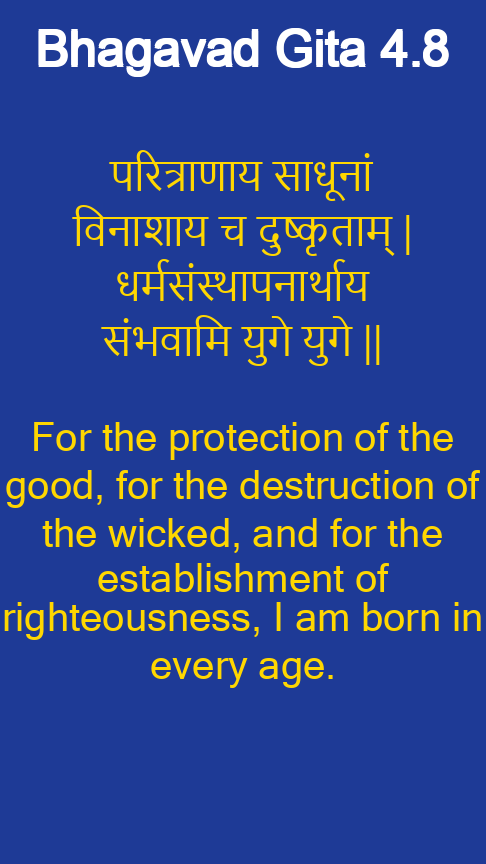 Bhagavad Gita 4.8
परित्राणाय साधूनां
विनाशाय च दुष्कृताम् |
धर्मसंस्थापनार्थाय
संभवामि युगे युगे ||
For the protection of the
good, for the destruction of
the wicked, and for the
establishment of
righteousness, I am born in
every age.